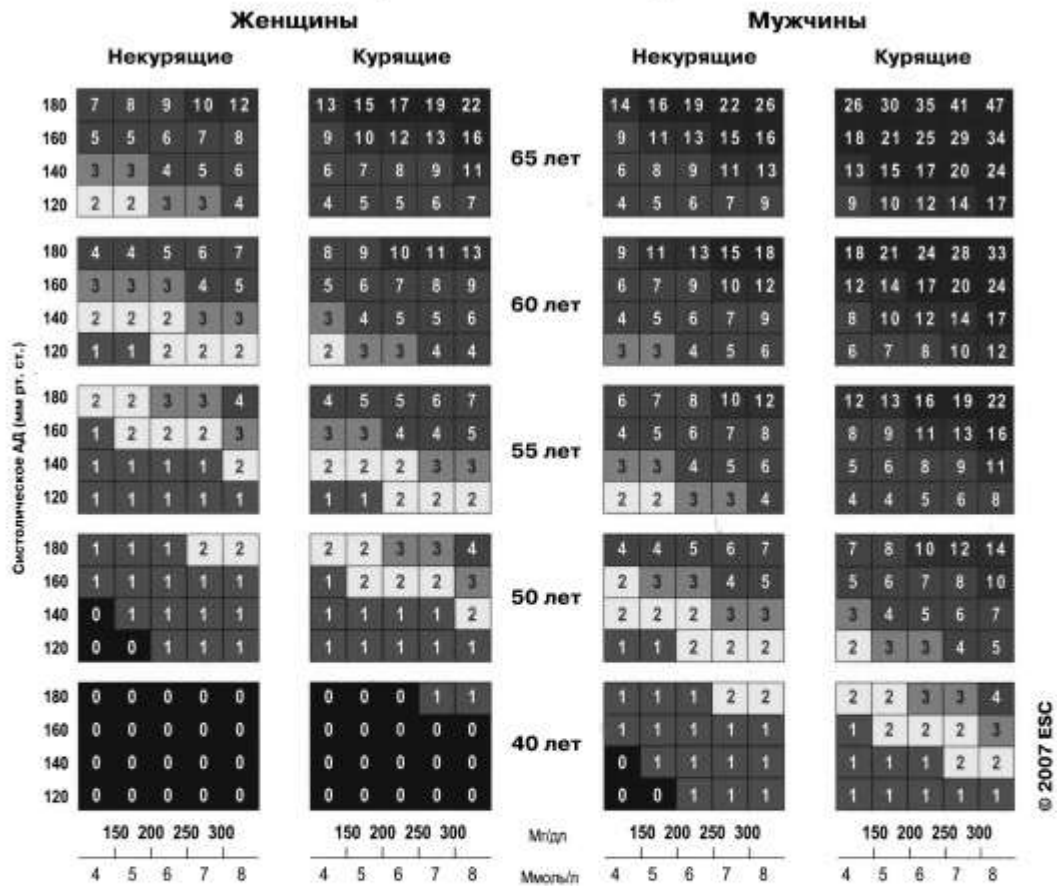 Женщины Мужчины
Некурящие Курящие Некурящие Курящие
180 7 8 9 10 12 13 15 17 19 22 14 16 19 22 26 26 30 35 41 47
160 5 5 6 7 8 9 10 12 13 16 9 11 13 15 16 18 21 25 29 34
65 лет
140 3 3 4 5 6 6 7 8 9 11 6 8 9 11 13 13 15 17 20 24
120 2 2 3 3 4 4 5 5 6 7 4 5 6 7 9 9 10 12 14 17
180 4 4 5 6 7 8 9 10 11 13 9 11 13 15 18 18 21 24 28 33
160 3 3 3 4 5 5 6 7 8 9 6 7 9 10 12 12 14 17 20 24
60 лет
140 2 2 2 3 3 3 4 5 5 6 4 5 6 7 9 8 10 12 14 17
120 1 1 2 2 2 2 3 3 4 4 3 3 4 5 6 6 7 8 10 12
Систолическое АД (мм рт. ст.)
180 2 2 3 3 4 4 5 5 6 7 6 7 8 10 12 12 13 16 19 22
160 1 2 2 2 3 3 3 4 4 5 4 5 6 7 8 8 9 11 13 16
55 лет
140 1 1 1 1 2 2 2 2 3 3 3 3 4 5 6 5 6 8 9 11
120 1 1 1 1 1 1 1 2 2 2 2 2 3 3 4 4 4 5 6 8
180 1 1 1 2 2 2 2 3 3 4 4 4 5 6 7 7 8 10 12 14
160 1 1 1 1 1 1 2 2 2 3 2 3 3 4 5 5 6 7 8 10
50 лет
140 0 1 1 1 1 1 1 1 1 2 2 2 2 3 3 3 4 5 6 7
120 0 0 1 1 1 1 1 1 1 1 1 1 2 2 2 2 3 3 4 5
180 0 0 0 0 0 0 0 0 1 1 1 1 1 2 2 2 2 3 3 4
160 0 0 0 0 0 0 0 0 0 0 1 1 1 1 1 1 2 2 2 3
40 лет
140 0 0 0 0 0 0 0 0 0 0 0 1 1 1 1 1 1 1 2 2
120 0 0 0 0 0 0 0 0 0 0 0 0 1 1 1 1 1 1 1 1
© 2007 ESC
150 200 250 300 150 200 250 300 Мг/дл 150 200 250 300 150 200 250 300
4 5 6 7 8 4 5 6 7 8 Ммоль/л 4 5 6 7 8 4 5 6 7 8